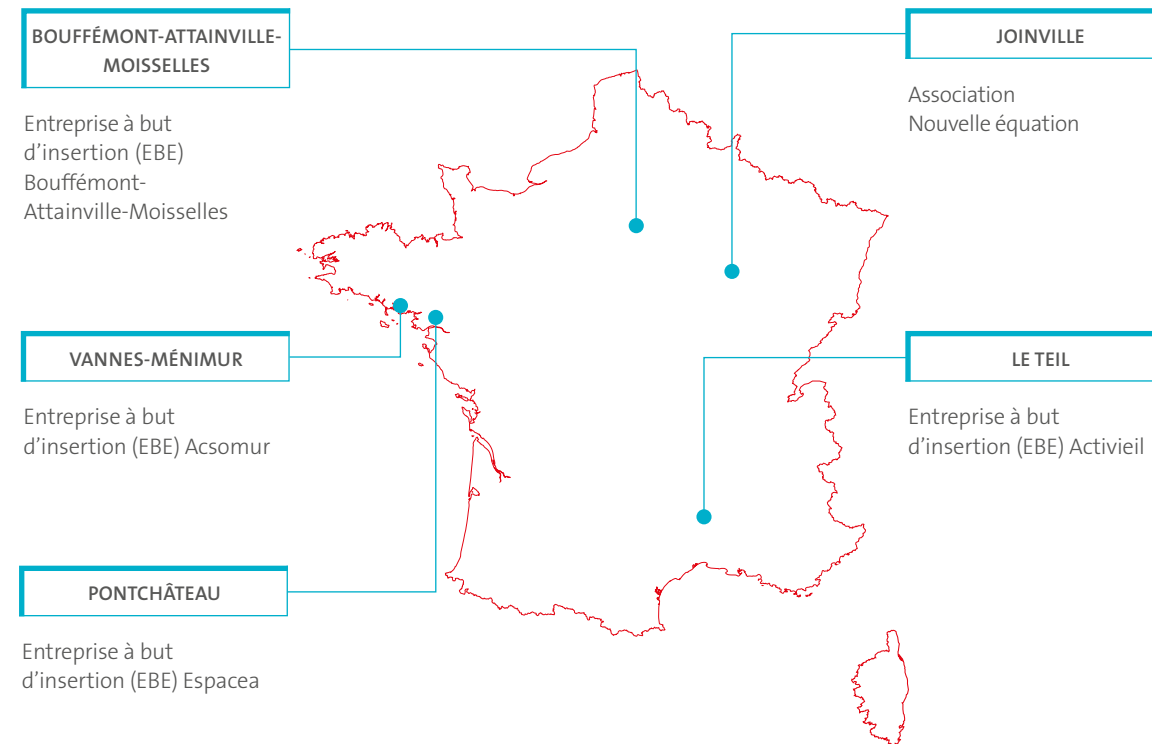 BOUFFÉMONT-ATTAINVILLE-
MOISSELLES
Entreprise à but
d’insertion (EBE)
Bouffémont-
Attainville-Moisselles
JOINVILLE
Association
Nouvelle équation
VANNES-MÉNIMUR
Entreprise à but
d’insertion (EBE) Acsomur
LE TEIL
Entreprise à but
d’insertion (EBE) Activieil
PONTCHÂTEAU
Entreprise à but
d’insertion (EBE) Espacea